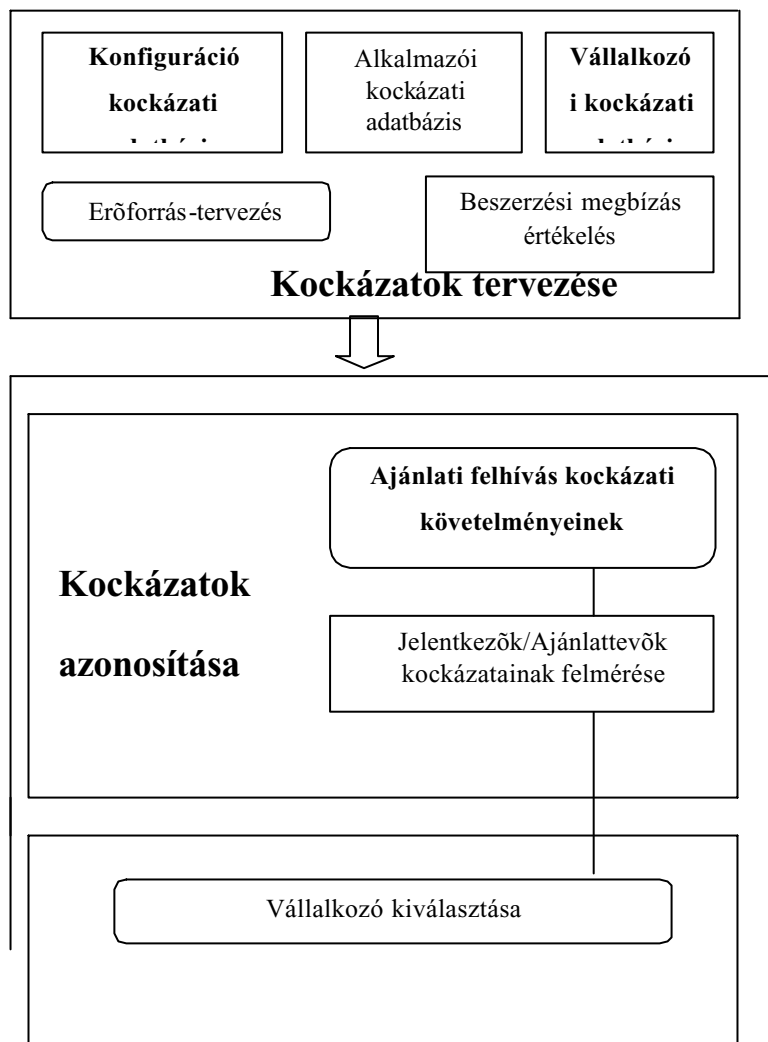 Konfiguráció
kockázati
Alkalmazói
kockázati
adatbázis
Vállalkozó
i kockázati
Erõforrás-tervezés
Beszerzési megbízás
értékelés
Kockázatok tervezése
Ajánlati felhívás kockázati
követelményeinek
Kockázatok
azonosítása
Jelentkezõk/Ajánlattevõk
kockázatainak felmérése
Vállalkozó kiválasztása